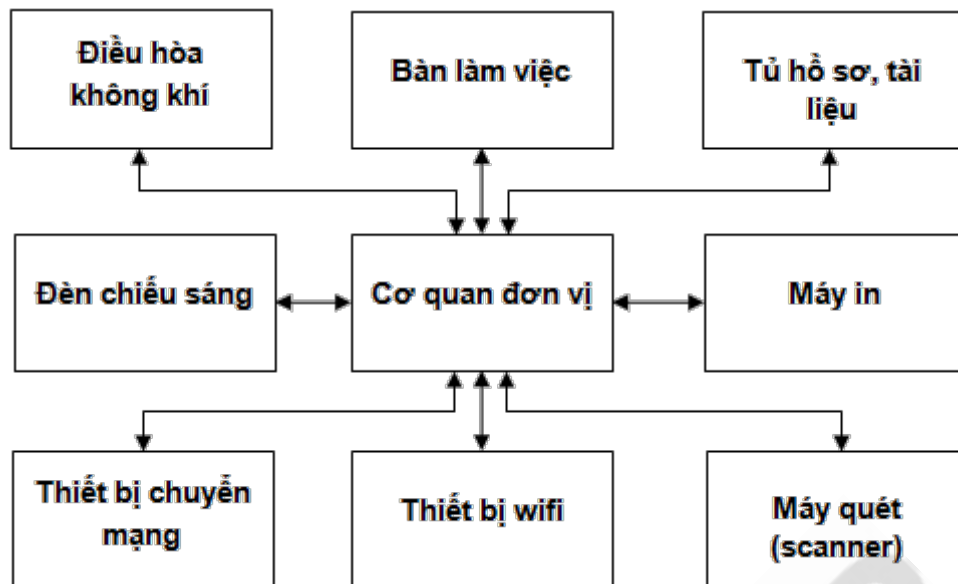 Điều hòa
không khí
Bàn làm việc
Tủ hồ sơ, tài
liệu
Đèn chiếu sáng
Cơ quan đơn vị
Máy in
Thiết bị chuyển
mạng
Thiết bị wifi
Máy quét
(scanner)